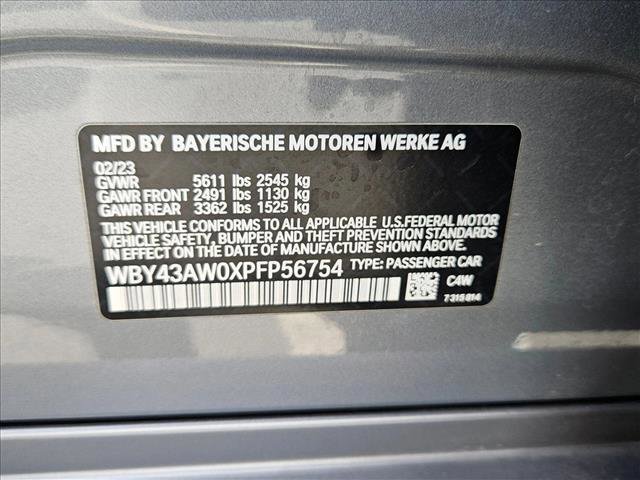 MFD BY BAYERISCHE MOTOREN WERKE AG
02/23
GVWR 5611 lbs 2545 kg
GAWR FRONT 2491 lbs 1130 kg
GAWR REAR 3362 lbs 1525 kg
THIS VEHICLE CONFORMS TO ALL APPLICABLE U.S.FEDERAL MOTOR
VEHICLE SAFETY, BUMPER AND THEFT PREVENTION STANDARDS
IN EFFECT ON THE DATE OF MANUFACTURE SHOWN ABOVE.
WBY43AW0XPFP56754 TYPE: PASSENGER CAR
C4W
7315814